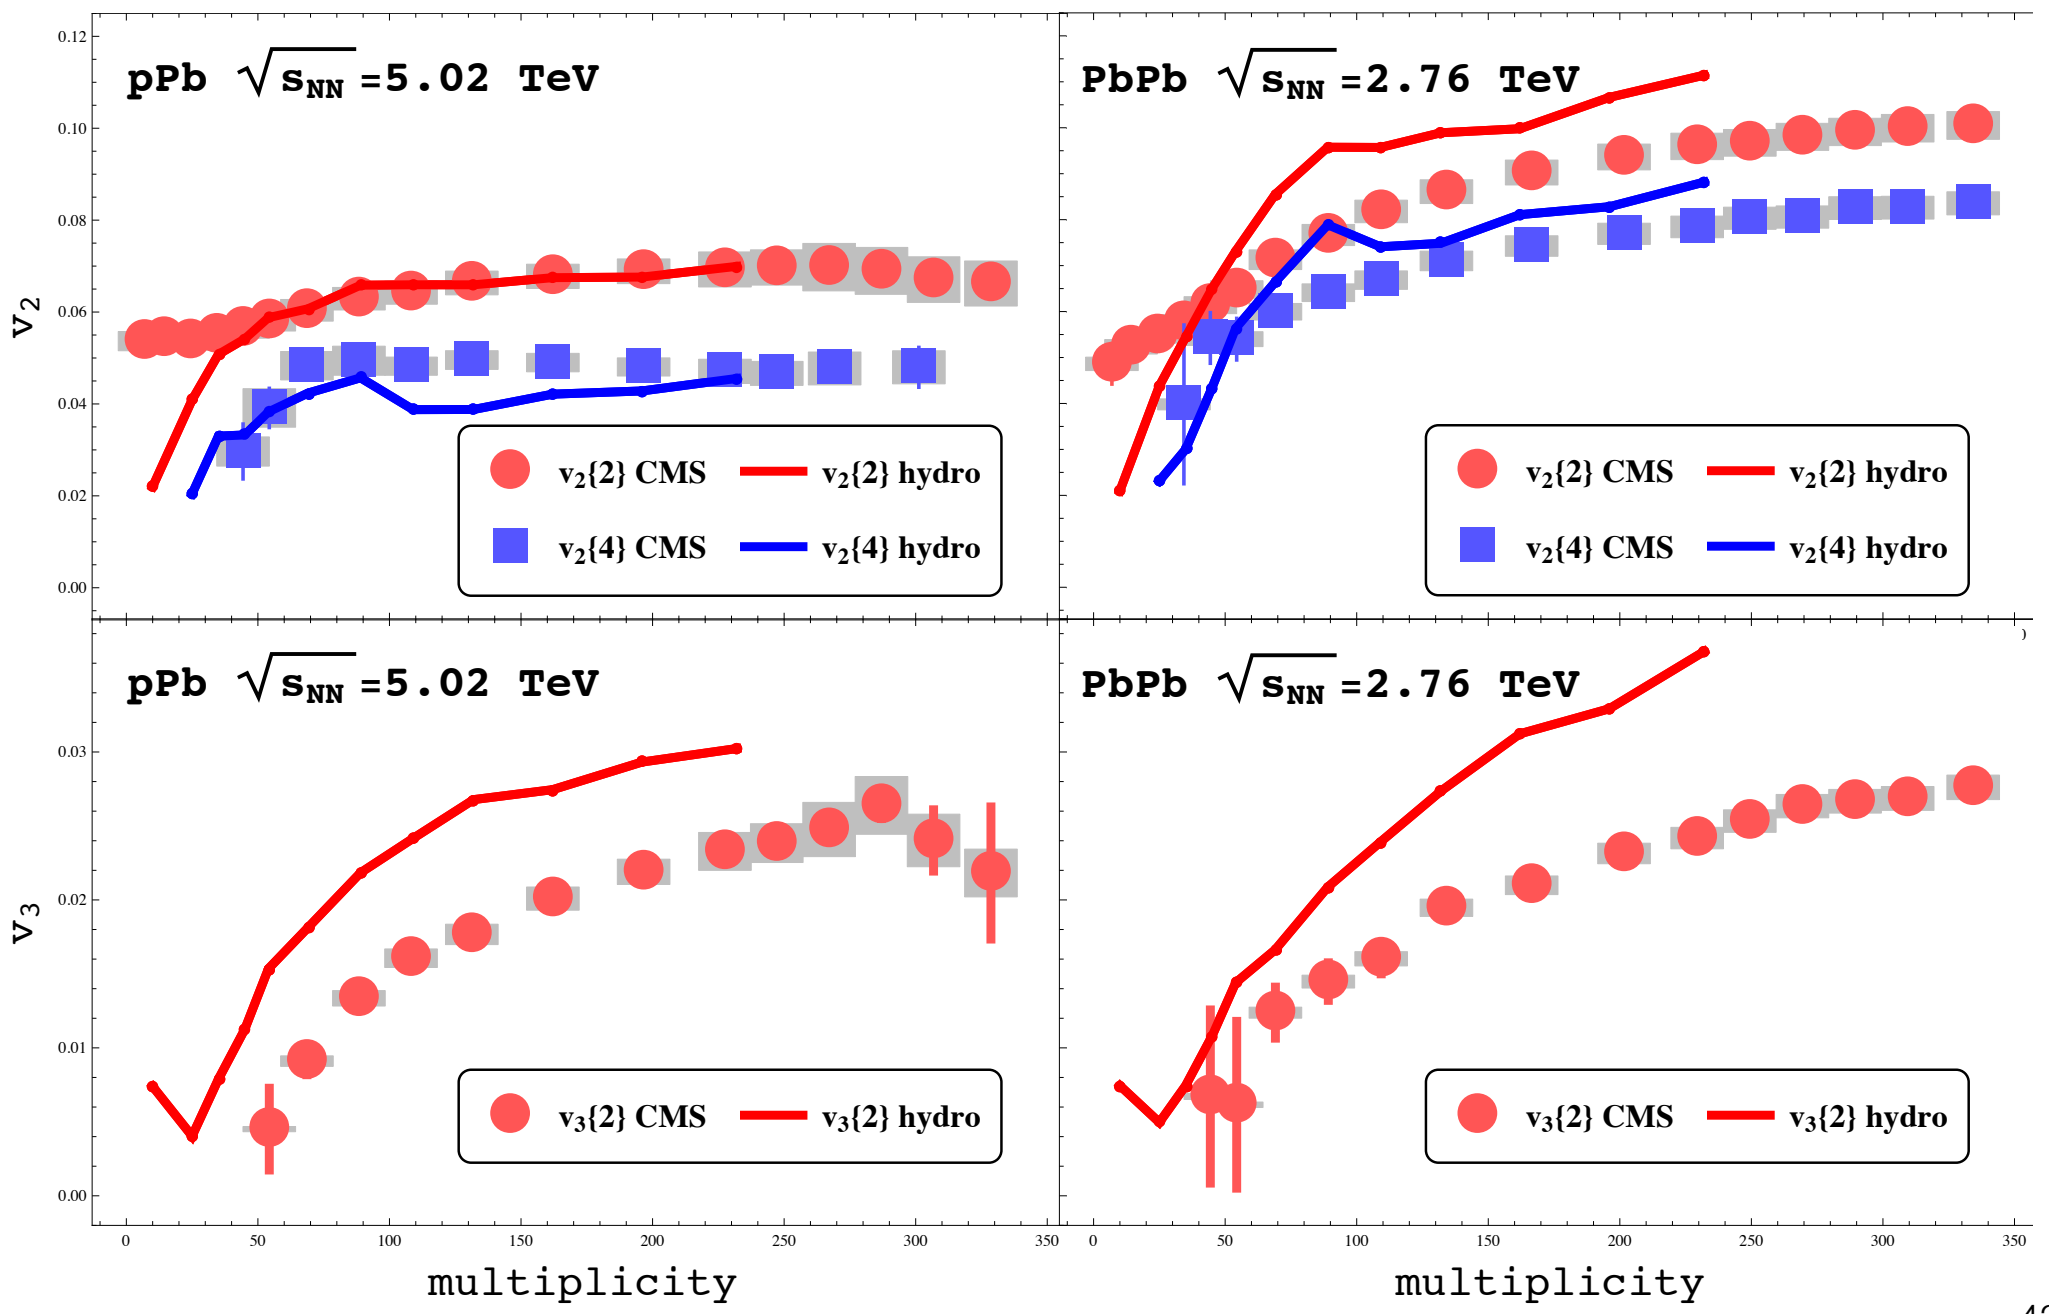 pPb √sNN =5.02 TeV
PbPb √sNN =2.76 TeV
0.12
0.10
0.08
0.06
0.04
0.02
0.00
v2
v2{2} CMS v2{2} hydro
v2{4} CMS v2{4} hydro
v2{2} CMS v2{2} hydro
v2{4} CMS v2{4} hydro
pPb √sNN =5.02 TeV
PbPb √sNN =2.76 TeV
0.03
0.02
0.01
0.00
v3
v3{2} CMS v3{2} hydro
v3{2} CMS v3{2} hydro
0 50 100 150 200 250 300 350
0 50 100 150 200 250 300 350
multiplicity
multiplicity